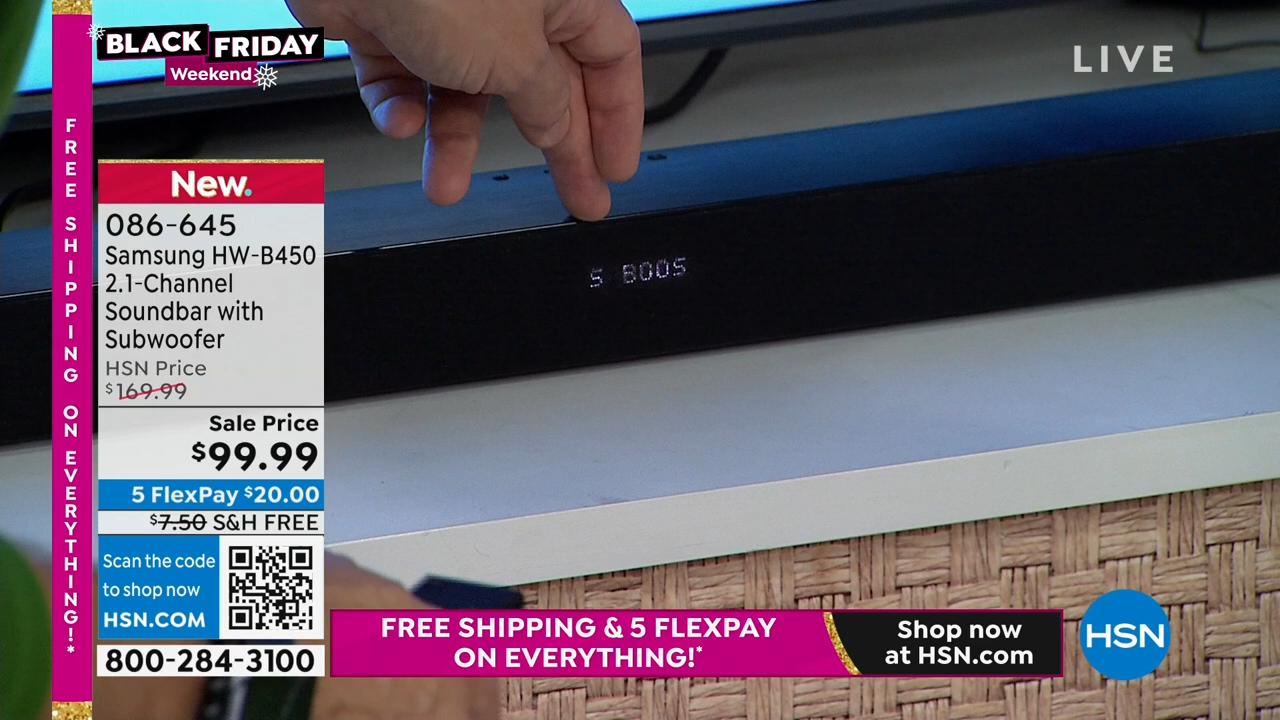 BLACK FRIDAY
Weekend
LIVE
FREE SHIPPING ON EVERYTHING!*
New.
086-645
Samsung HW-B450
2.1-Channel
Soundbar with
Subwoofer
HSN Price
$169.99
Sale Price
$99.99
5 FlexPay $20.00
$7.50 S&H FREE
Scan the code
to shop now
HSN.COM
800-284-3100
S BOOS
FREE SHIPPING & 5 FLEXPAY
ON EVERYTHING!*
Shop now
at HSN.com
HSN